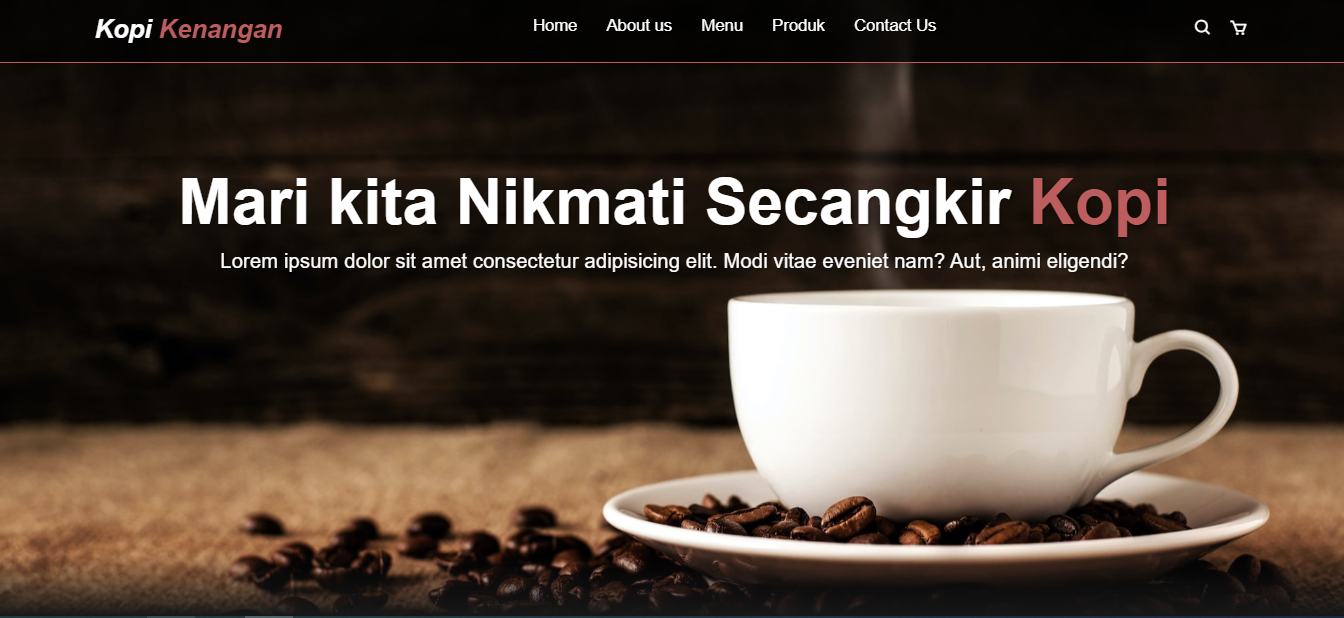 Kopi Kenangan
Home About us Menu Produk Contact Us
Mari kita Nikmati Secangkir Kopi
Lorem ipsum dolor sit amet consectetur adipisicing elit. Modi vitae eveniet nam? Aut, animi eligendi?